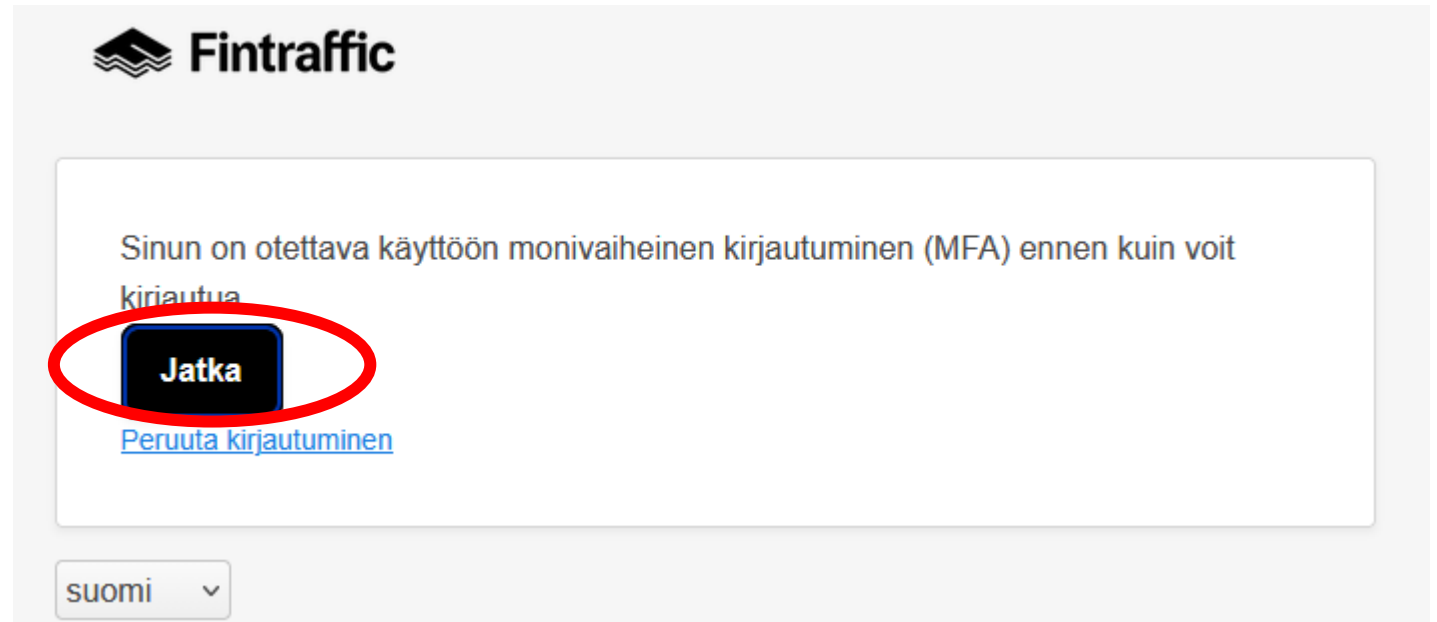 Fintraffic
Sinun on otettava käyttöön monivaiheinen kirjautuminen (MFA) ennen kuin voit
kirjautua
Jatka
Peruuta kirjautuminen
suomi